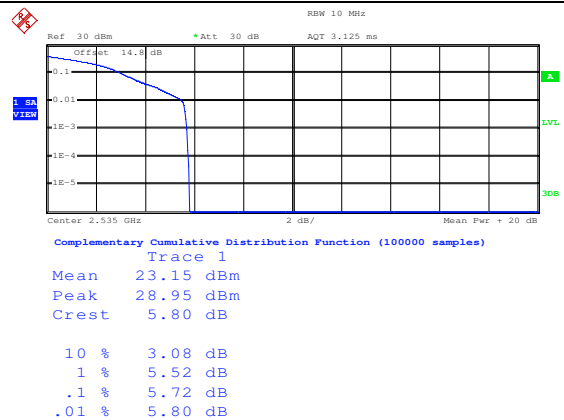 RBW 10 MHz
Ref 30 dBm *Att 30 dB AQT 3.125 ms
Offset 14.8 dB
0.1
A
1 SA
VIEW
0.01
LVL
1E-3
1E-4
1E-5
3DB
Center 2.535 GHz 2 dB/ Mean Pwr + 20 dB
Complementary Cumulative Distribution Function (100000 samples)
Trace 1
Mean 23.15 dBm
Peak 28.95 dBm
Crest 5.80 dB
10 % 3.08 dB
1 % 5.52 dB
.1 % 5.72 dB
.01 % 5.80 dB